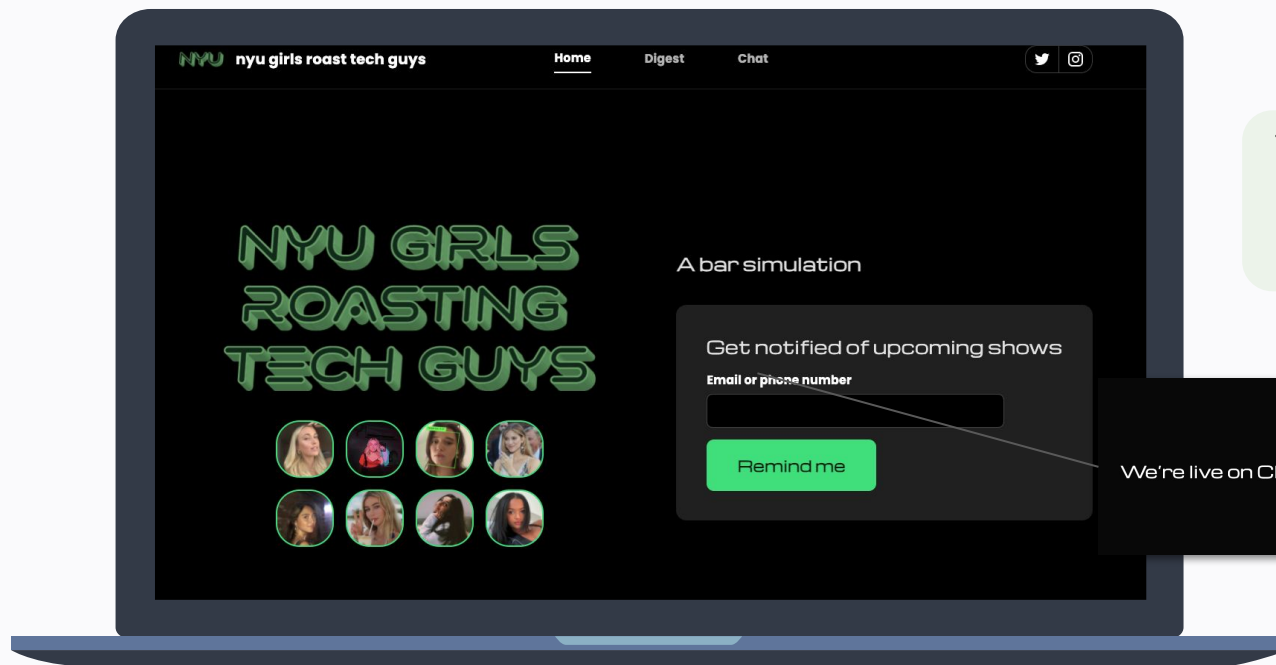 NYU nyu girls roast tech guys
Home
Digest
Chat
NYU GIRLS
ROASTING
TECH GUYS
A bar simulation
Get notified of upcoming shows
Email or phone number
Remind me
We're live on